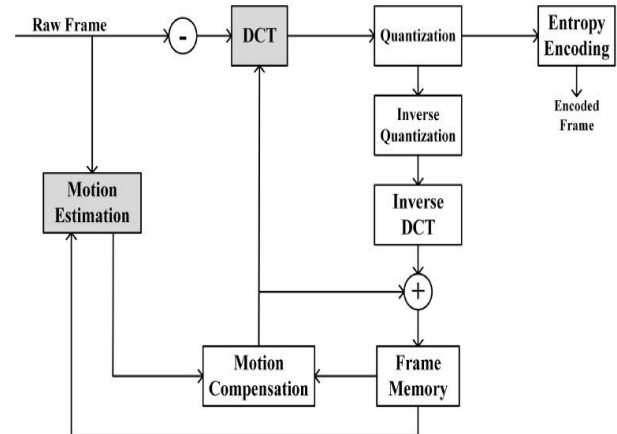 Raw Frame
-
DCT
Quantization
Entropy
Encoding
Encoded
Frame
Inverse
Quantization
Motion
Estimation
Inverse
DCT
+
Motion
Compensation
Frame
Memory